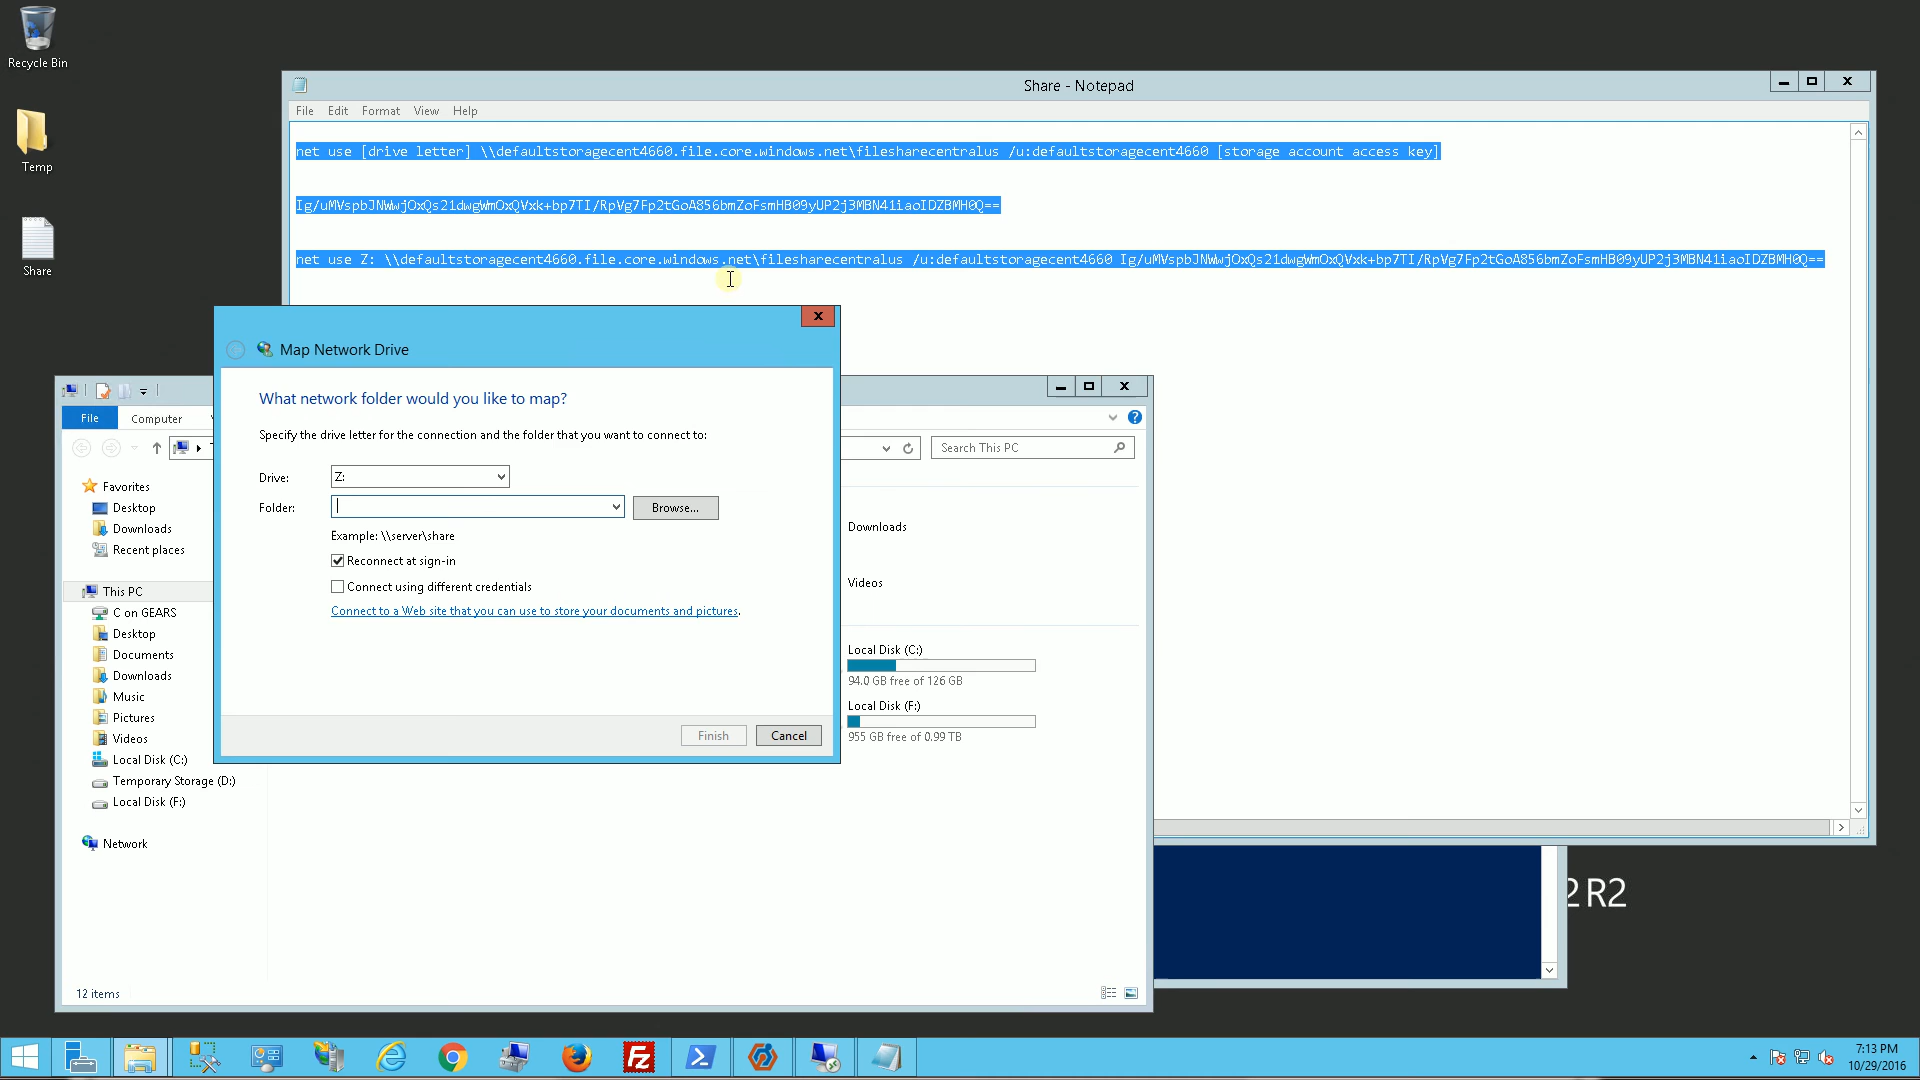 Recycle Bin
Temp
Share
Share - Notepad
File Edit Format View Help
net use [drive letter] \\defaultstoragecent4660.file.core.windows.net\filesharecentralus /u:defaultstoragecent4660 [storage account access key]
Ig/uMVspbJNWwjOxQs21dwgWmOxQVxk+bp7TI/RpVg7Fp2tGoA856bmZoFsmHB09yUP2j3MBN41iaoIDZBMH0Q==
net use Z: \\defaultstoragecent4660.file.core.windows.net\filesharecentralus /u:defaultstoragecent4660 Ig/uMVspbJNWwjOxQs21dwgWmOxQVxk+bp7TI/RpVg7Fp2tGoA856bmZoFsmHB09yUP2j3MBN41iaoIDZBMH0Q==
Map Network Drive
What network folder would you like to map?
Specify the drive letter for the connection and the folder that you want to connect to:
Drive: Z:
Folder: Browse...
Example: \\server\share
Reconnect at sign-in
Connect using different credentials
Connect to a Web site that you can use to store your documents and pictures.
Finish Cancel
File Computer
Search This PC
Favorites
Desktop
Downloads
Recent places
This PC
C on GEARS
Desktop
Documents
Downloads
Music
Pictures
Videos
Local Disk (C:)
Temporary Storage (D:)
Local Disk (F:)
Network
Downloads
Videos
Local Disk (C:)
94.0 GB free of 126 GB
Local Disk (F:)
955 GB free of 0.99 TB
12 items
2 R2
7:13 PM
10/29/2016